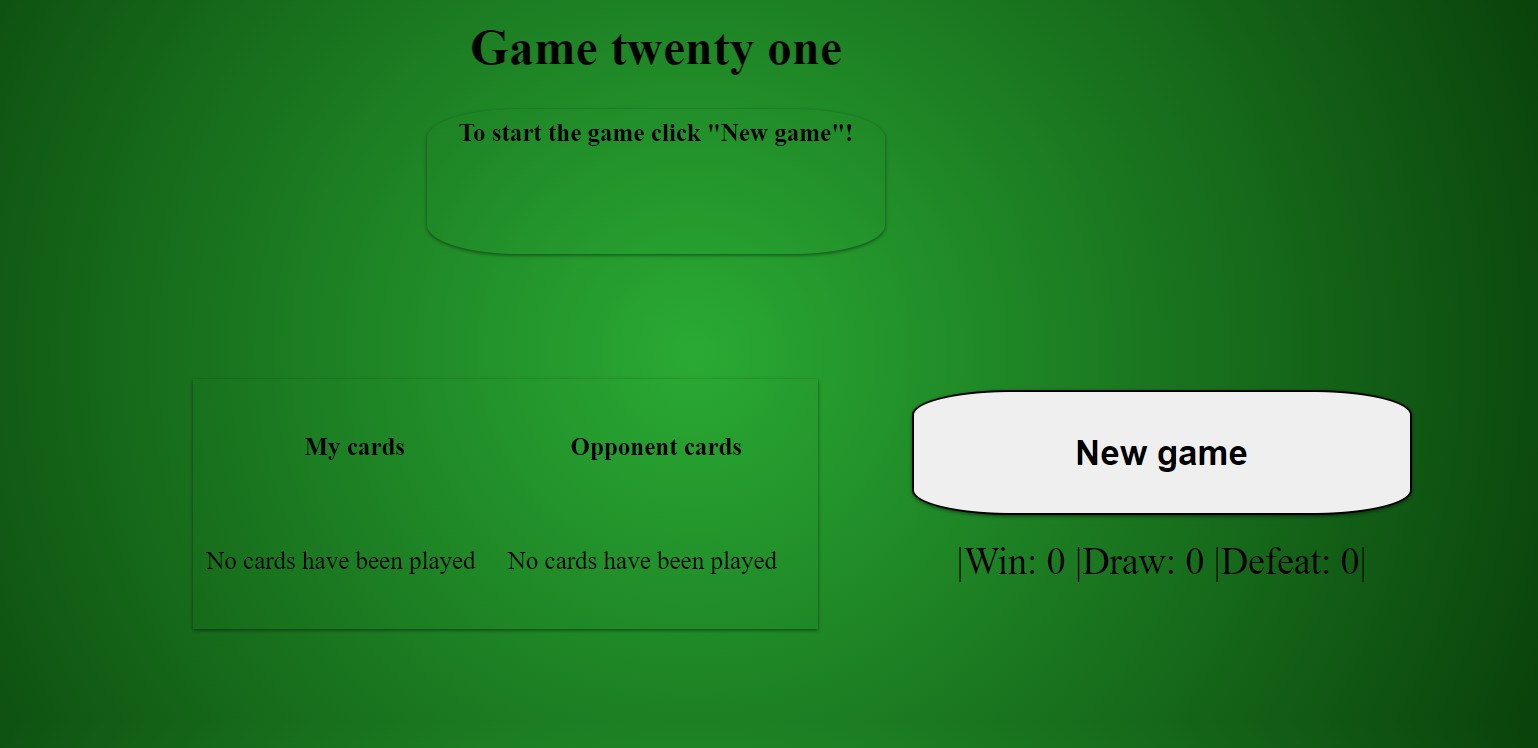 Game twenty one
To start the game click "New game"!
My cards Opponent cards
No cards have been played No cards have been played
New game
|Win: 0 |Draw: 0 |Defeat: 0|